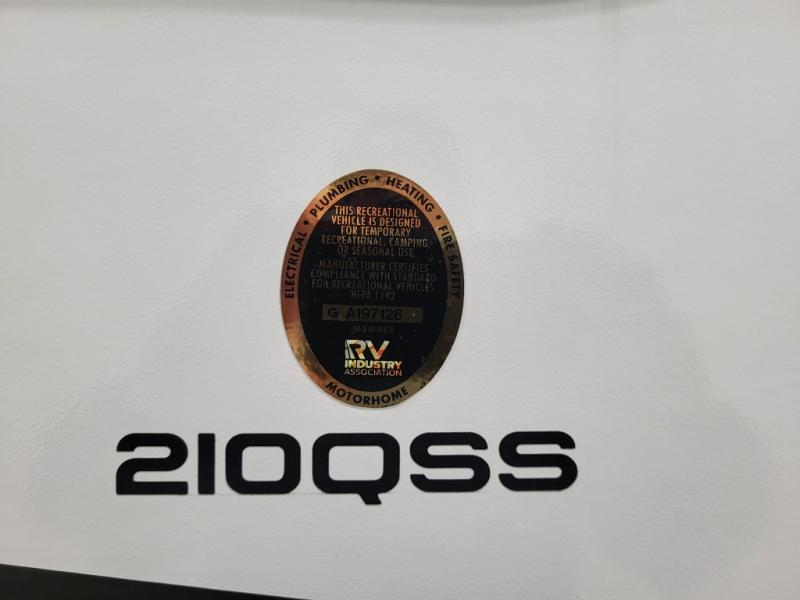 ELECTRICAL • PLUMBING • HEATING • FIRE SAFETY
THIS RECREATIONAL
VEHICLE IS DESIGNED
FOR TEMPORARY
RECREATIONAL, CAMPING,
OR SEASONAL USE
MANUFACTURER CERTIFIES
COMPLIANCE WITH STANDARD
FOR RECREATIONAL VEHICLES
NFPA 1192
G A197126
MEMBER
RV
INDUSTRY
ASSOCIATION
MOTORHOME
210QSS